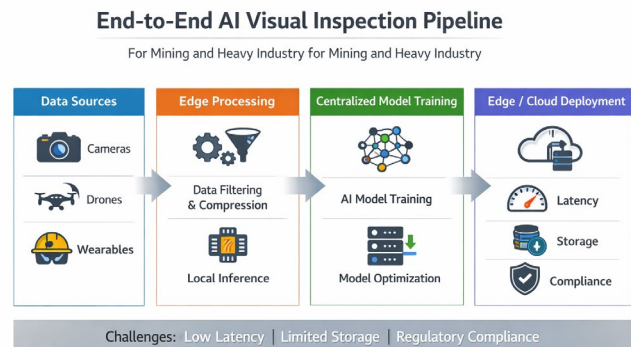 End-to-End AI Visual Inspection Pipeline
For Mining and Heavy Industry for Mining and Heavy Industry
Data Sources
Cameras
Drones
Wearables
Edge Processing
Data Filtering
& Compression
Local Inference
Centralized Model Training
AI Model Training
Model Optimization
Edge / Cloud Deployment
Latency
Storage
Compliance
Challenges: Low Latency | Limited Storage | Regulatory Compliance